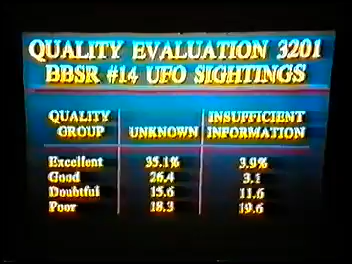 QUALITY EVALUATION 3201
BBSR #14 UFO SIGHTINGS
QUALITY GROUP UNKNOWN INSUFFICIENT INFORMATION
Excellent 35.1% 3.9%
Good 26.4 3.1
Doubtful 15.6 11.6
Poor 18.3 19.6